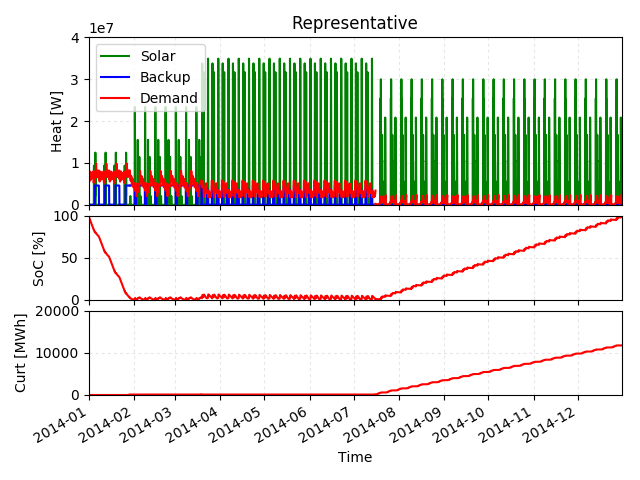 Representative
1e7
4
3
2
1
0
Heat [W]
Solar
Backup
Demand
100
50
0
SoC [%]
20000
10000
0
Curt [MWh]
2014-01
2014-02
2014-03
2014-04
2014-05
2014-06
2014-07
2014-08
2014-09
2014-10
2014-11
2014-12
Time